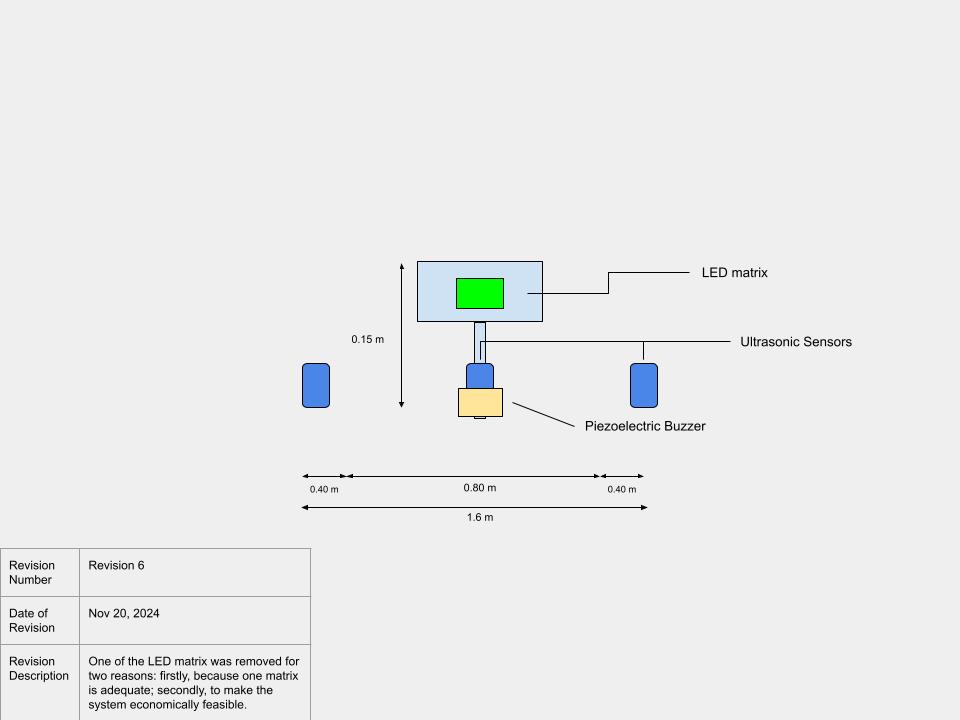 LED matrix
0.15 m
Ultrasonic Sensors
Piezoelectric Buzzer
0.40 m
0.80 m
0.40 m
1.6 m
Revision
Number
Revision 6
Date of
Revision
Nov 20, 2024
Revision
Description
One of the LED matrix was removed for
two reasons: firstly, because one matrix
is adequate; secondly, to make the
system economically feasible.